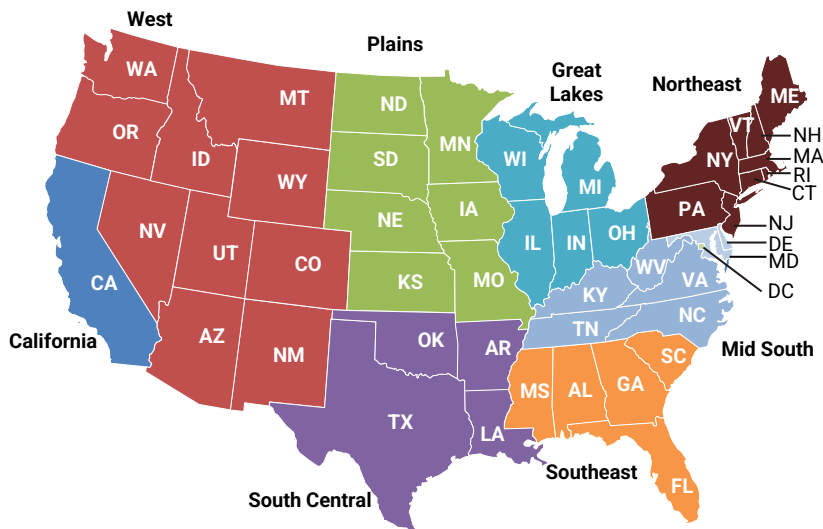 West
Plains
Great
Lakes
Northeast
WA
MT
ND
MN
ME
VT
NH
OR
ID
SD
WI
MI
NY
MA
RI
CT
WY
NE
IA
PA
NJ
NV
UT
CO
IL
IN
OH
DE
MD
CA
KS
MO
WV
VA
DC
KY
California
AZ
NM
OK
AR
TN
NC
Mid South
SC
MS
AL
GA
TX
LA
Southeast
FL
South Central